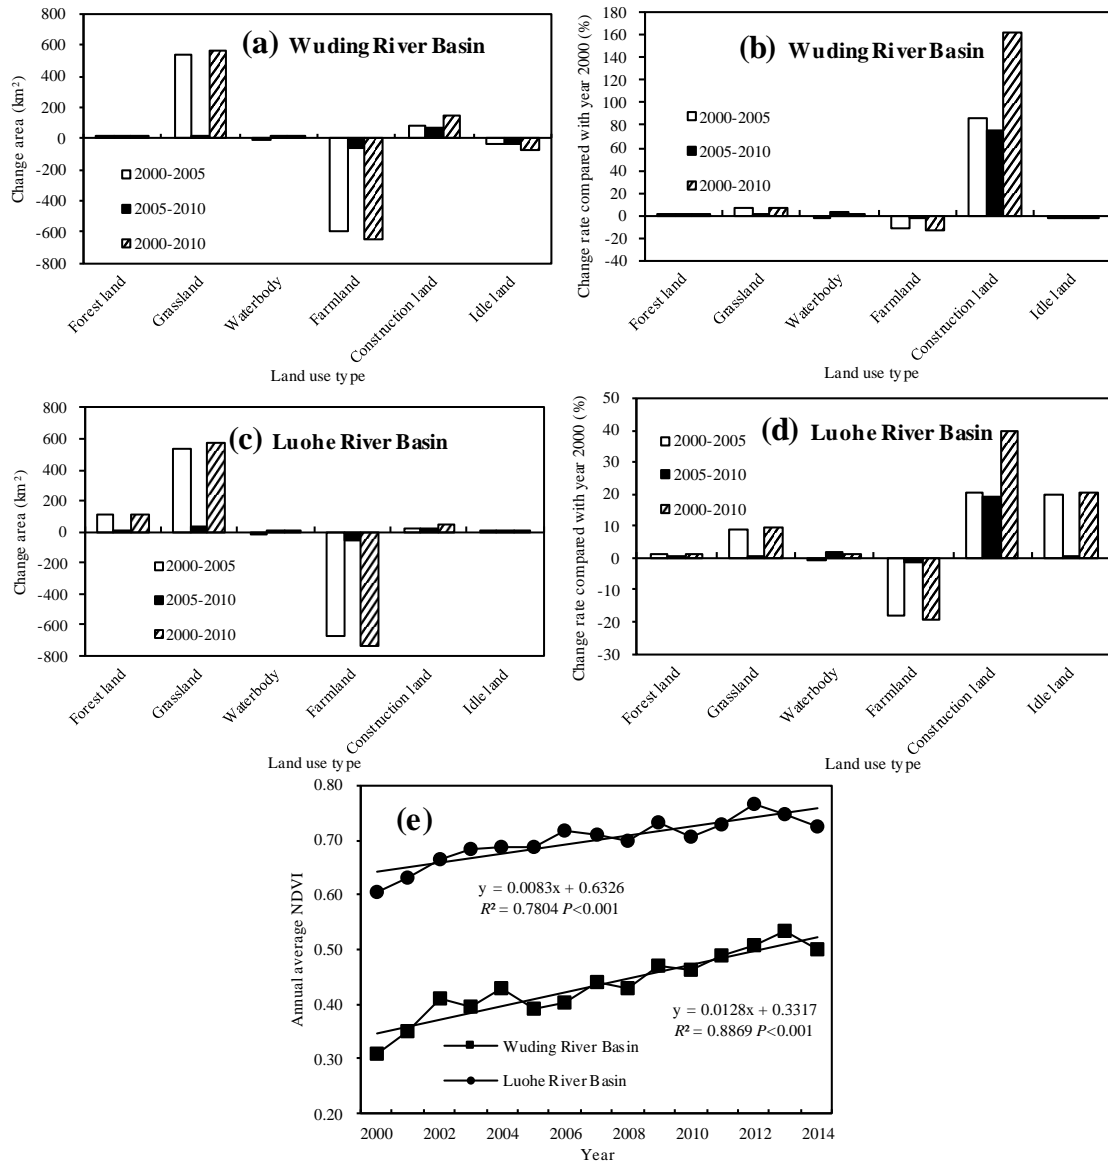 (a) Wuding River Basin
Change area (km²)
800
600
400
200
0
-200
-400
-600
-800
2000-2005
2005-2010
2000-2010
Forest land
Grassland
Waterbody
Farmland
Construction land
Idle land
Land use type
(b) Wuding River Basin
Change rate compared with year 2000 (%)
180
160
140
120
100
80
60
40
20
0
-20
-40
2000-2005
2005-2010
2000-2010
Forest land
Grassland
Waterbody
Farmland
Construction land
Idle land
Land use type
(c) Luohe River Basin
Change area (km²)
800
600
400
200
0
-200
-400
-600
-800
2000-2005
2005-2010
2000-2010
Forest land
Grassland
Waterbody
Farmland
Construction land
Idle land
Land use type
(d) Luohe River Basin
Change rate compared with year 2000 (%)
50
40
30
20
10
0
-10
-20
-30
2000-2005
2005-2010
2000-2010
Forest land
Grassland
Waterbody
Farmland
Construction land
Idle land
Land use type
(e)
Annual average NDVI
0.80
0.70
0.60
0.50
0.40
0.30
0.20
y = 0.0083x + 0.6326
R² = 0.7804 P<0.001
y = 0.0128x + 0.3317
R² = 0.8869 P<0.001
Wuding River Basin
Luohe River Basin
2000 2002 2004 2006 2008 2010 2012 2014
Year